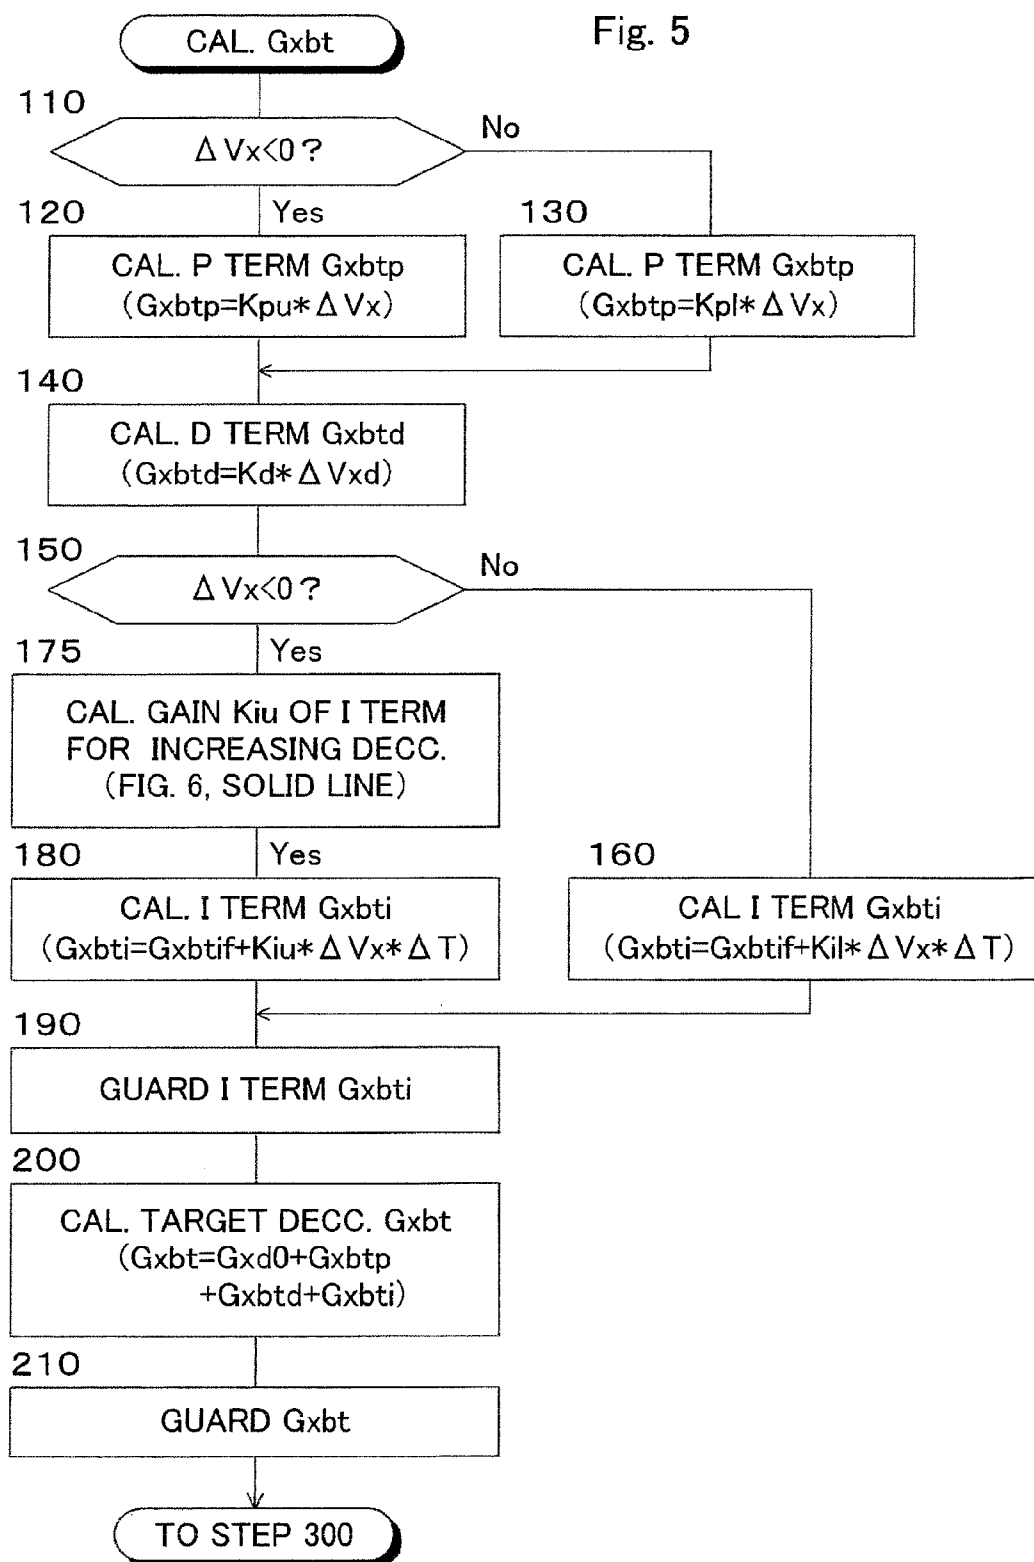 Fig. 5
CAL. Gxbt
110
ΔVx<0?
No
Yes
120
CAL. P TERM Gxbtp
(Gxbtp=Kpu*ΔVx)
130
CAL. P TERM Gxbtp
(Gxbtp=Kpl*ΔVx)
140
CAL. D TERM Gxbtd
(Gxbtd=Kd*ΔVxd)
150
ΔVx<0?
No
Yes
175
CAL. GAIN Kiu OF I TERM
FOR INCREASING DECC.
(FIG. 6, SOLID LINE)
Yes
180
CAL. I TERM Gxbti
(Gxbti=Gxbtif+Kiu*ΔVx*ΔT)
160
CAL I TERM Gxbti
(Gxbti=Gxbtif+Kil*ΔVx*ΔT)
190
GUARD I TERM Gxbti
200
CAL. TARGET DECC. Gxbt
(Gxbt=Gxd0+Gxbtp
+Gxbtd+Gxbti)
210
GUARD Gxbt
TO STEP 300